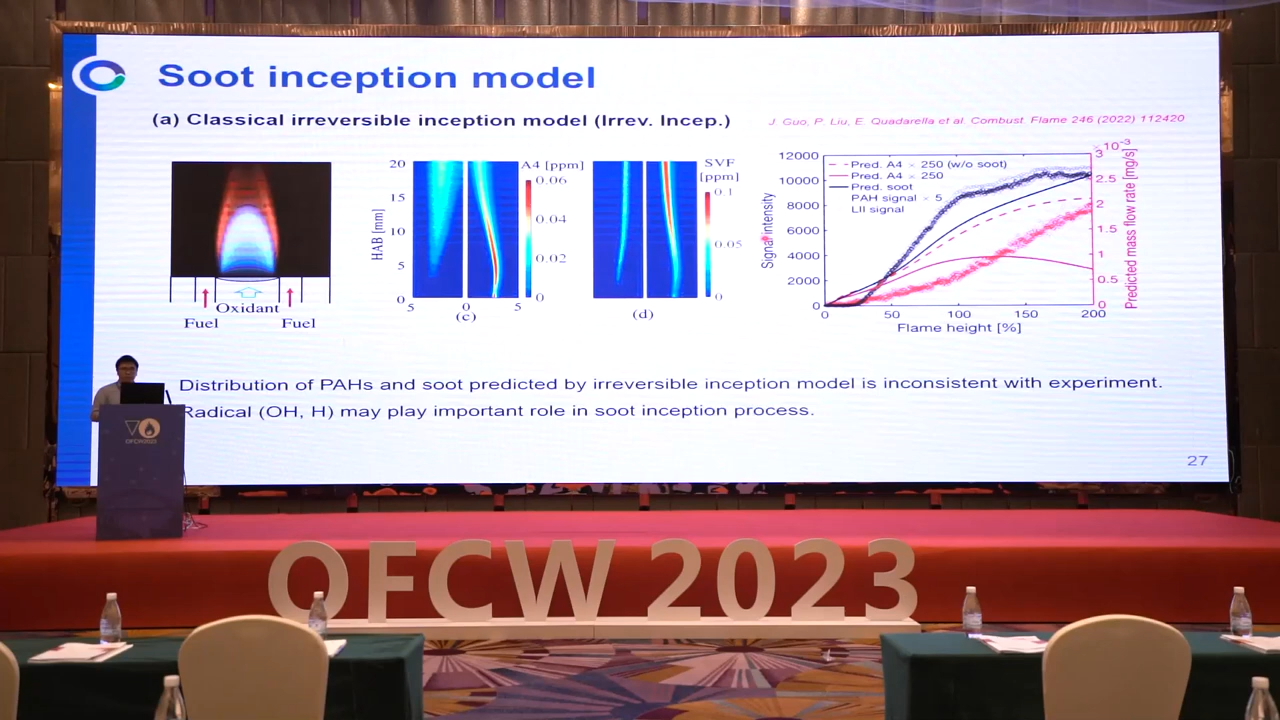 Soot inception model
(a) Classical irreversible inception model (Irrev. Incep.)
J. Guo, P. Liu, E. Quadarella et al. Combust. Flame 246 (2022) 112420
Fuel
Oxidant
Fuel
HAB [mm]
20
15
10
5
0
5
0
5
(c)
A4 [ppm]
0.06
0.04
0.02
0
(d)
SVF
[ppm]
0.1
0.05
0
Signal intensity
12000
10000
8000
6000
4000
2000
0
Pred. A4 × 250 (w/o soot)
Pred. A4 × 250
Pred. soot
PAH signal × 5
LII signal
×10⁻³
3
2.5
2
1.5
1
0.5
0
Predicted mass flow rate [mg/s]
0
50
100
150
200
Flame height [%]
Distribution of PAHs and soot predicted by irreversible inception model is inconsistent with experiment.
Radical (OH, H) may play important role in soot inception process.
27
OFCW2023
OFCW 2023